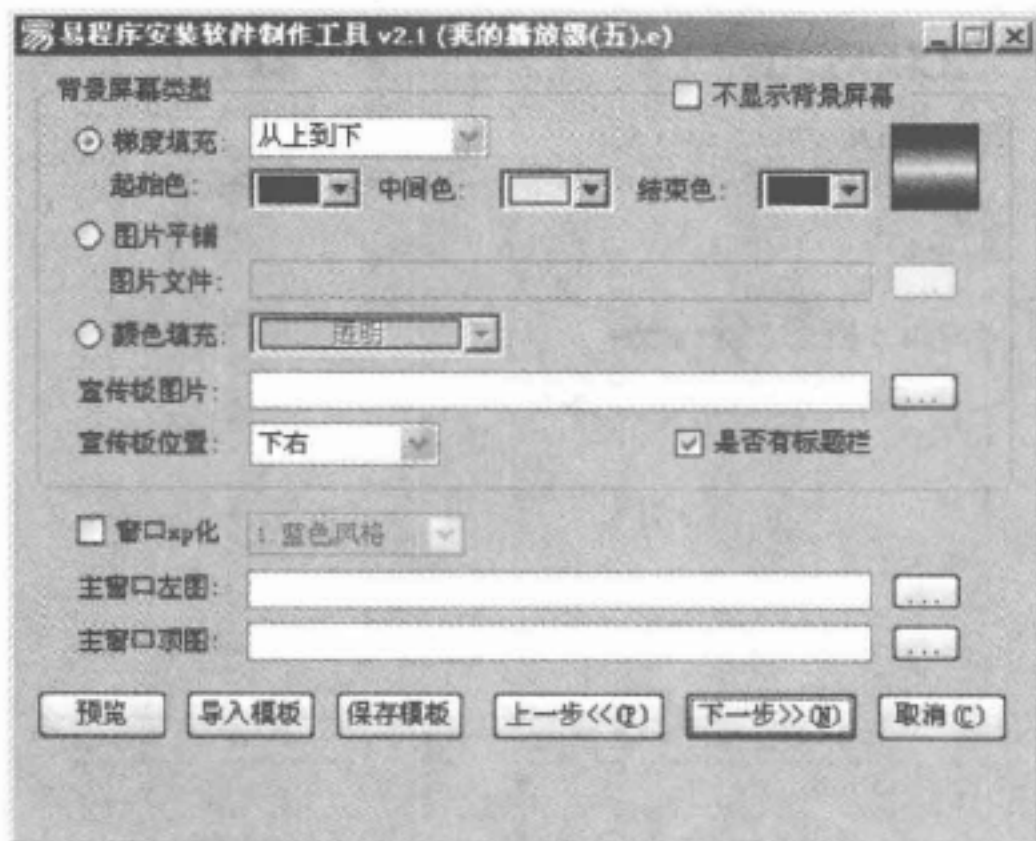 易程序安装软件制作工具 v2.1 (我的播放器(五).e)
背景屏幕类型
不显示背景屏幕
梯度填充: 从上到下
起始色: 中间色: 结束色:
图片平铺
图片文件: ...
颜色填充: 透明
宣传板图片: ...
宣传板位置: 下右 是否有标题栏
窗口xp化 1.蓝色风格
主窗口左图: ...
主窗口顶图: ...
预览 导入模板 保存模板 上一步<<(P) 下一步>>(N) 取消(C)